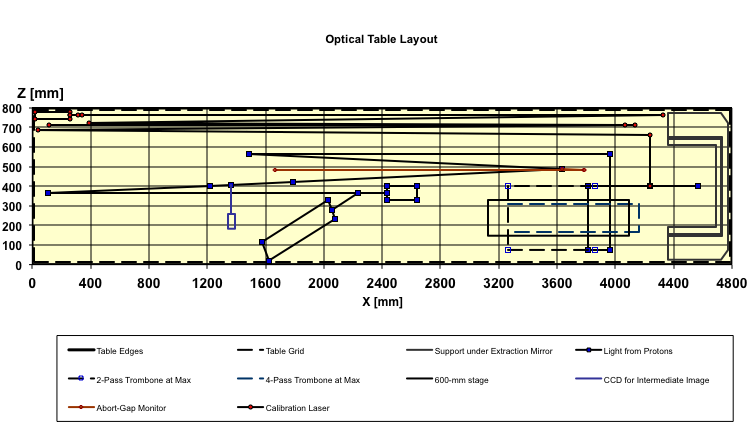 Optical Table Layout
Z [mm]
800
700
600
500
400
300
200
100
0
0 400 800 1200 1600 2000 2400 2800 3200 3600 4000 4400 4800
X [mm]
Table Edges Table Grid Support under Extraction Mirror Light from Protons
2-Pass Trombone at Max 4-Pass Trombone at Max 600-mm stage CCD for Intermediate Image
Abort-Gap Monitor Calibration Laser